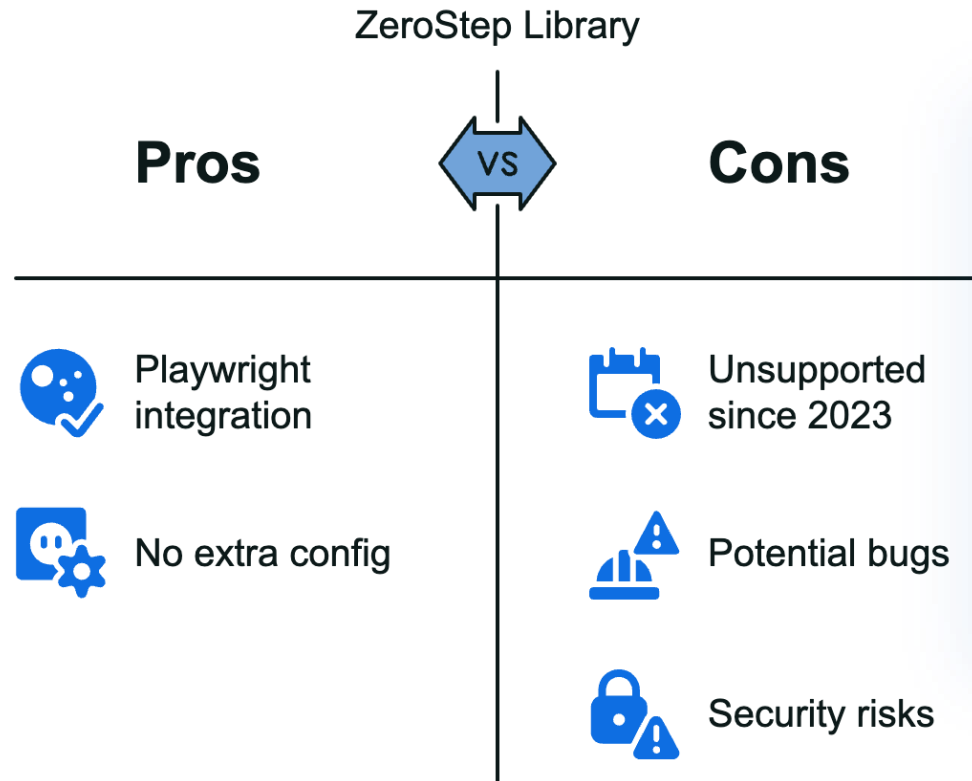 ZeroStep Library
Pros
VS
Cons
Playwright
integration
Unsupported
since 2023
No extra config
Potential bugs
Security risks